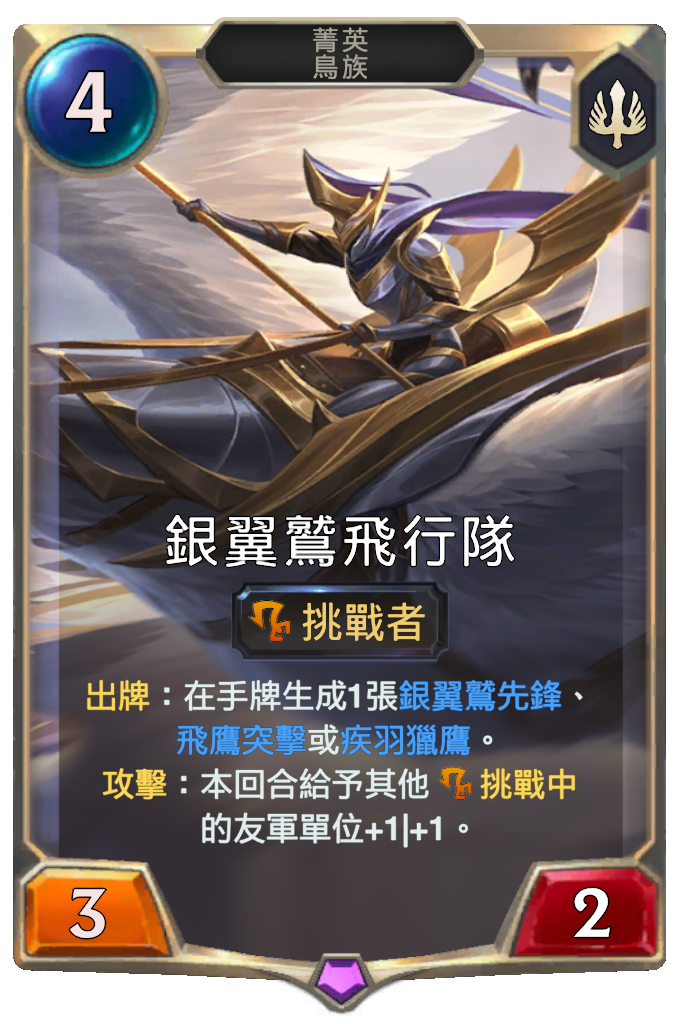 4
菁英
鳥族
銀翼鷲飛行隊
挑戰者
出牌：在手牌生成1張銀翼鷲先鋒、
飛鷹突擊或疾羽獵鷹。
攻擊：本回合給予其他 挑戰中
的友軍單位+1|+1。
3
2